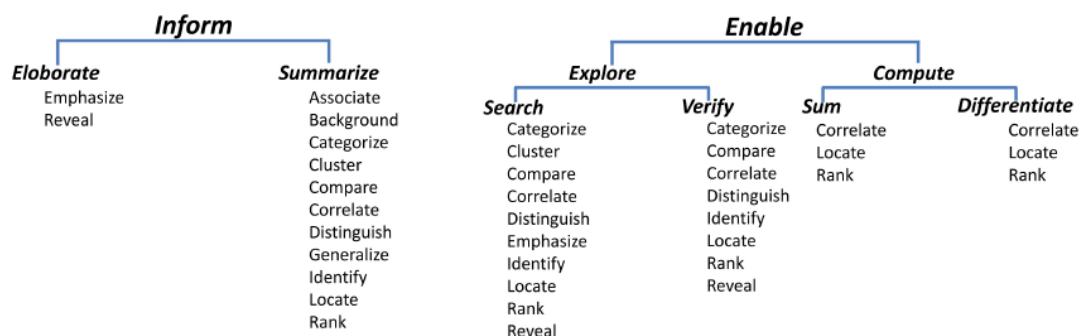 Inform
Eloborate
Emphasize
Reveal
Summarize
Associate
Background
Categorize
Cluster
Compare
Correlate
Distinguish
Generalize
Identify
Locate
Rank
Enable
Explore
Search
Categorize
Cluster
Compare
Correlate
Distinguish
Emphasize
Identify
Locate
Rank
Reveal
Verify
Categorize
Compare
Correlate
Distinguish
Identify
Locate
Rank
Reveal
Compute
Sum
Correlate
Locate
Rank
Differentiate
Correlate
Locate
Rank